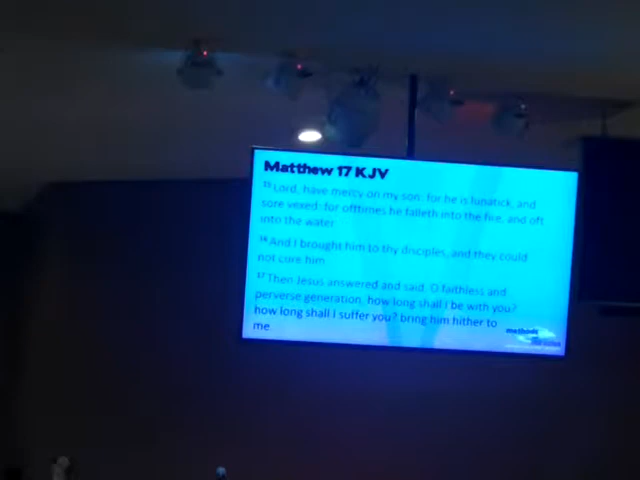 Matthew 17 KJV
15 Lord, have mercy on my son: for he is lunatick, and
sore vexed: for ofttimes he falleth into the fire, and oft
into the water
16 And I brought him to thy disciples, and they could
not cure him
17 Then Jesus answered and said, O faithless and
perverse generation, how long shall I be with you?
how long shall I suffer you? bring him hither to
me